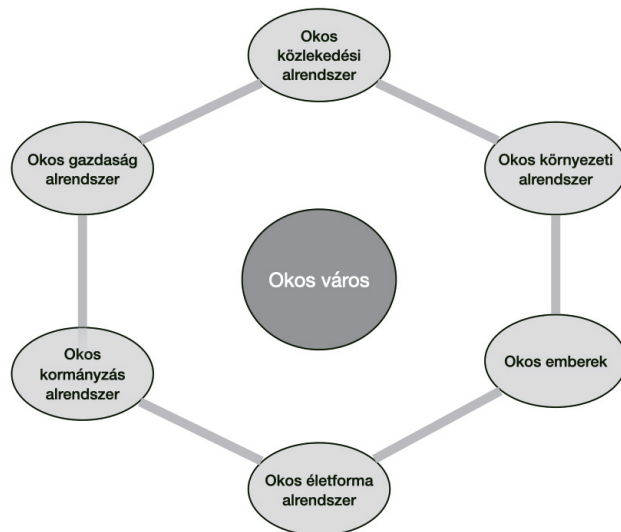 Okos
közlekedési
alrendszer
Okos gazdaság
alrendszer
Okos környezeti
alrendszer
Okos város
Okos
kormányzás
alrendszer
Okos emberek
Okos életforma
alrendszer